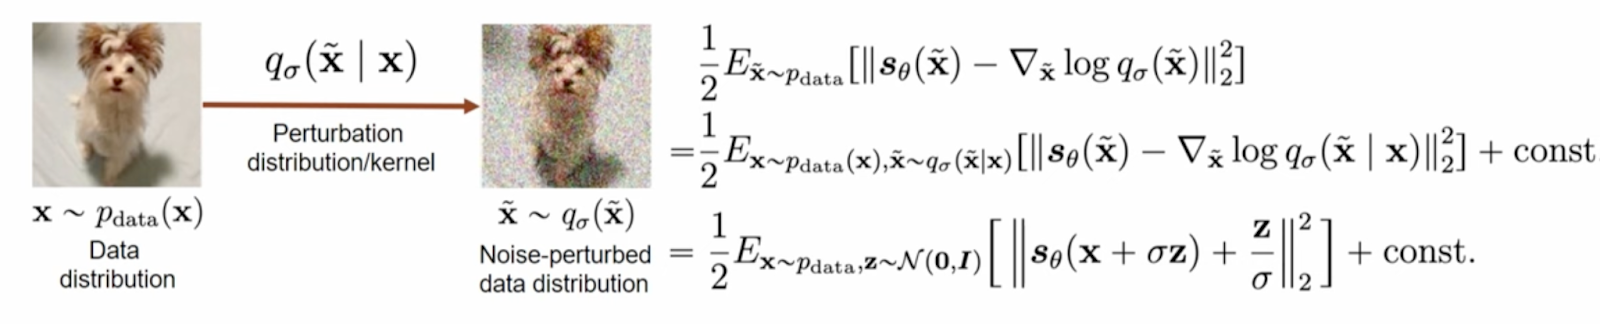 q_σ(x̃ | x)
Perturbation
distribution/kernel
x ∼ p_data(x)
Data
distribution
x̃ ∼ q_σ(x̃)
Noise-perturbed
data distribution
1/2 E_{x̃∼p_data}[‖s_θ(x̃) − ∇_x̃ log q_σ(x̃)‖₂²]
= 1/2 E_{x∼p_data(x),x̃∼q_σ(x̃|x)}[‖s_θ(x̃) − ∇_x̃ log q_σ(x̃ | x)‖₂²] + const.
= 1/2 E_{x∼p_data,z∼𝒩(0,I)}[‖s_θ(x + σz) + z/σ‖₂²] + const.